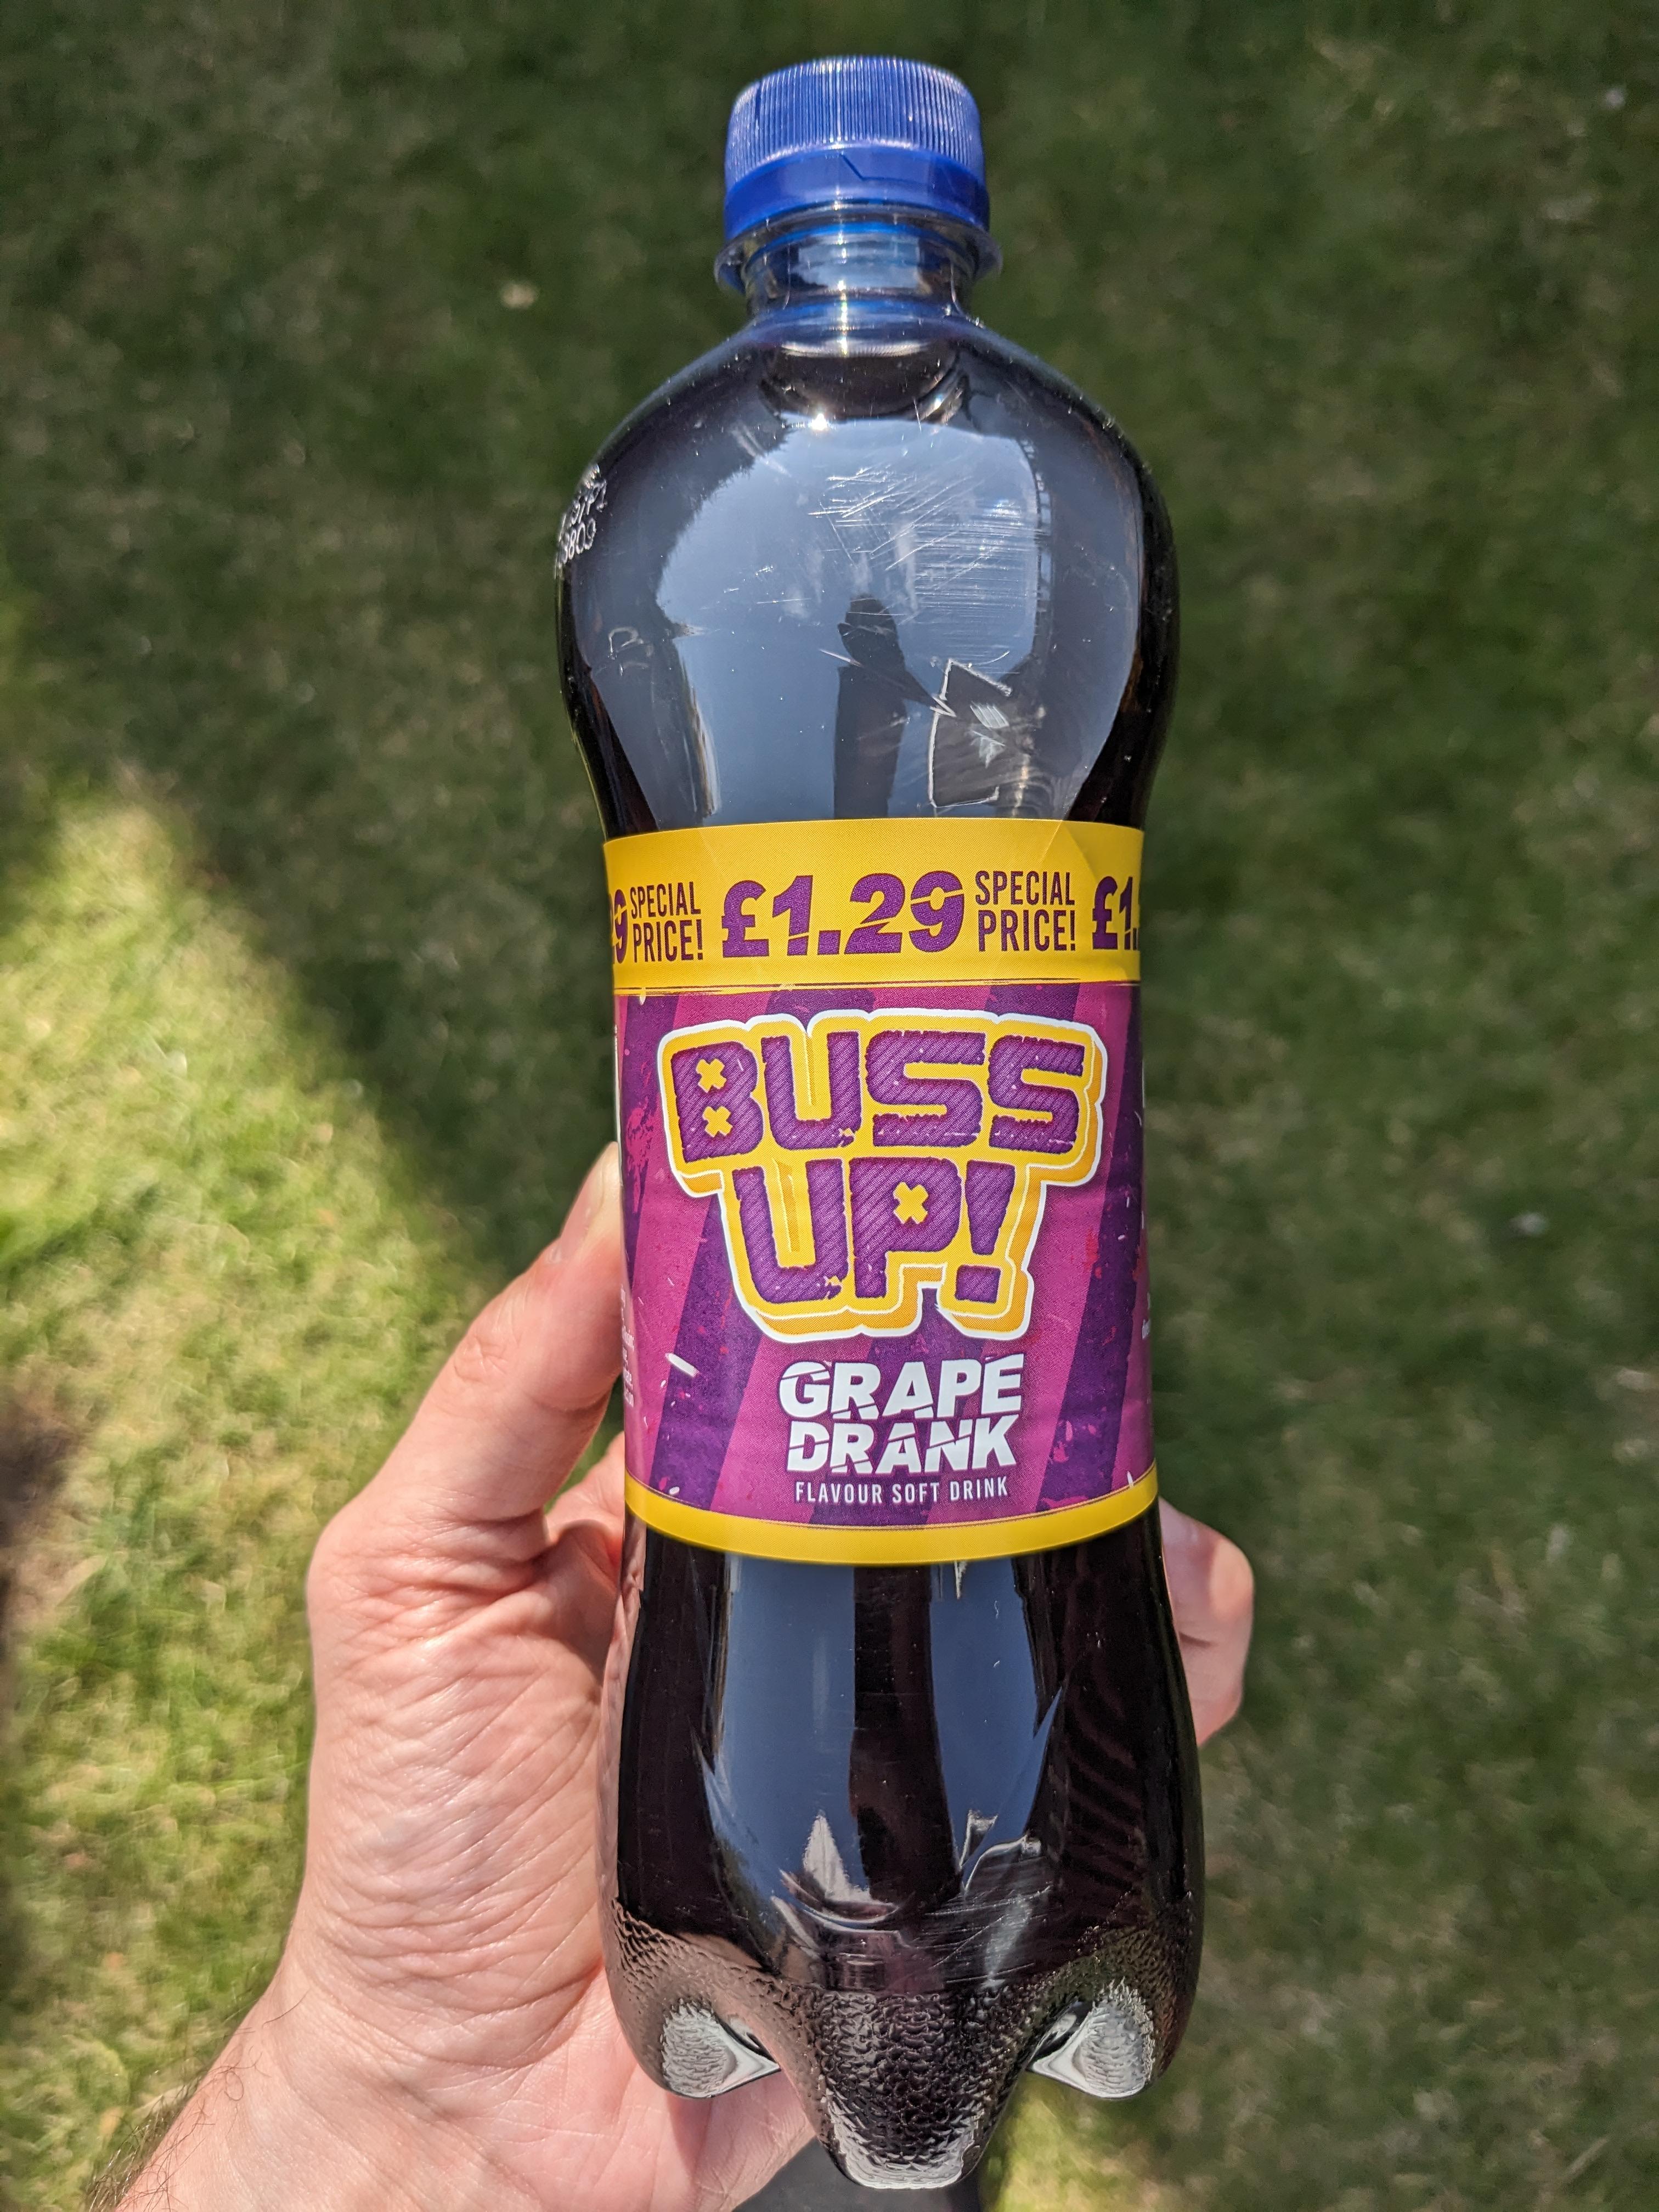 SPECIAL PRICE! £1.29 SPECIAL PRICE!
BUSS
UP!
GRAPE
DRANK
FLAVOUR SOFT DRINK